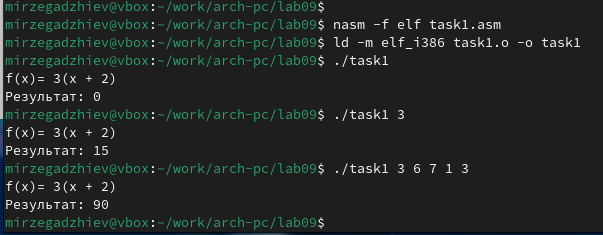 mirzegadzhiev@vbox:~/work/arch-pc/lab09$
mirzegadzhiev@vbox:~/work/arch-pc/lab09$ nasm -f elf task1.asm
mirzegadzhiev@vbox:~/work/arch-pc/lab09$ ld -m elf_i386 task1.o -o task1
mirzegadzhiev@vbox:~/work/arch-pc/lab09$ ./task1
f(x)= 3(x + 2)
Результат: 0
mirzegadzhiev@vbox:~/work/arch-pc/lab09$ ./task1 3
f(x)= 3(x + 2)
Результат: 15
mirzegadzhiev@vbox:~/work/arch-pc/lab09$ ./task1 3 6 7 1 3
f(x)= 3(x + 2)
Результат: 90
mirzegadzhiev@vbox:~/work/arch-pc/lab09$